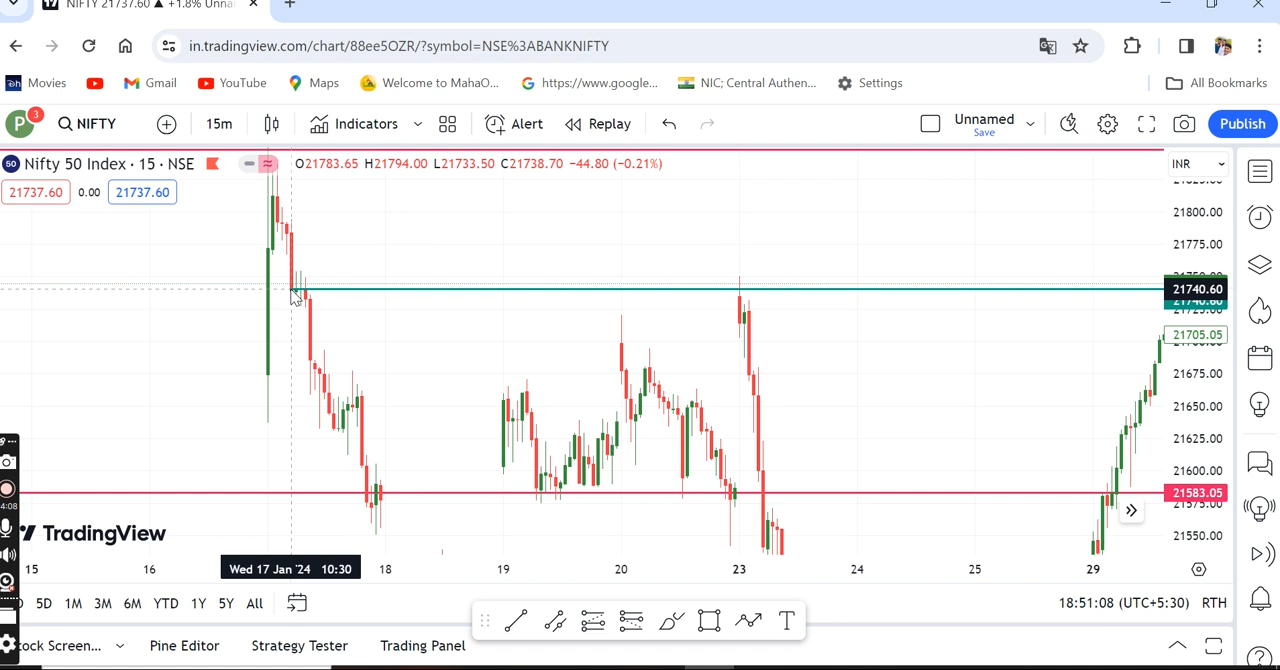 NIFTY 21737.60 ▲ +1.8% Unna
in.tradingview.com/chart/88ee5OZR/?symbol=NSE%3ABANKNIFTY
Movies Gmail YouTube Maps Welcome to MahaO... https://www.google... NIC; Central Authen... Settings All Bookmarks
P 3 NIFTY 15m Indicators Alert Replay Unnamed Save Publish
50 Nifty 50 Index · 15 · NSE O21783.65 H21794.00 L21733.50 C21738.70 −44.80 (−0.21%) INR
21737.60 0.00 21737.60
21800.00
21775.00
21740.60
21705.05
21675.00
21650.00
21625.00
21600.00
21583.05
21550.00
4:08
TradingView
15 16 Wed 17 Jan '24 10:30 18 19 20 23 24 25 29
5D 1M 3M 6M YTD 1Y 5Y All 18:51:08 (UTC+5:30) RTH
T
tock Screen... Pine Editor Strategy Tester Trading Panel